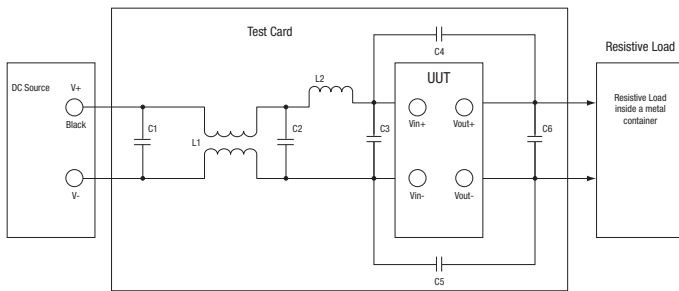 Test Card
Resistive Load
C4
L2
DC Source
V+
UUT
Resistive Load
inside a metal
container
Black
C1
L1
C2
C3
Vin+
Vout+
C6
V-
Vin-
Vout-
C5